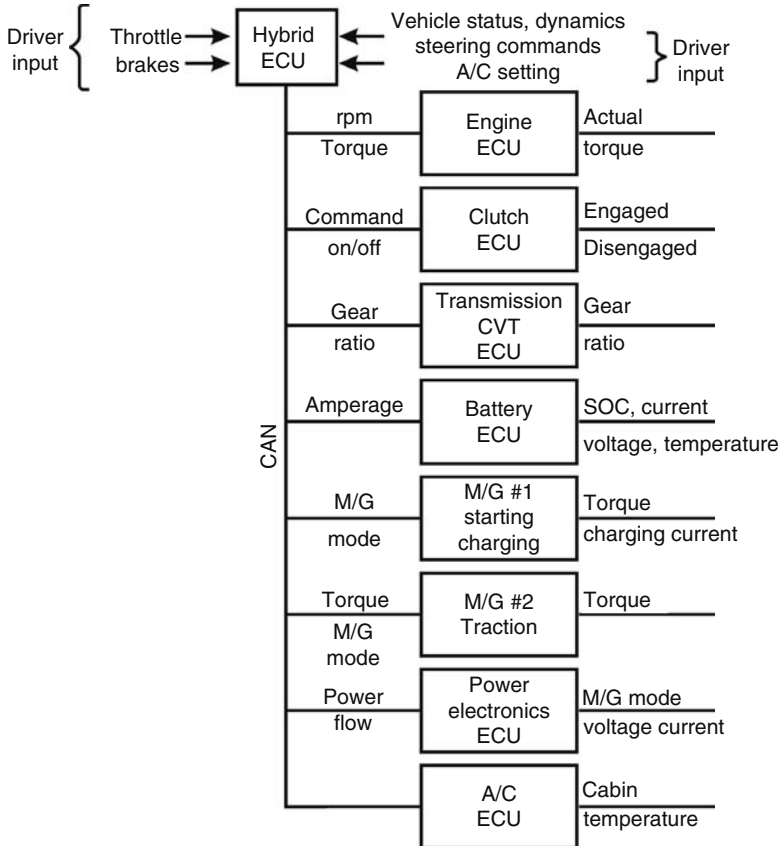 Driver
input
Throttle
brakes
Hybrid
ECU
Vehicle status, dynamics
steering commands
A/C setting
Driver
input
CAN
rpm
Torque
Engine
ECU
Actual
torque
Command
on/off
Clutch
ECU
Engaged
Disengaged
Gear
ratio
Transmission
CVT
ECU
Gear
ratio
Amperage
Battery
ECU
SOC, current
voltage, temperature
M/G
mode
M/G #1
starting
charging
Torque
charging current
Torque
M/G
mode
M/G #2
Traction
Torque
Power
flow
Power
electronics
ECU
M/G mode
voltage current
A/C
ECU
Cabin
temperature